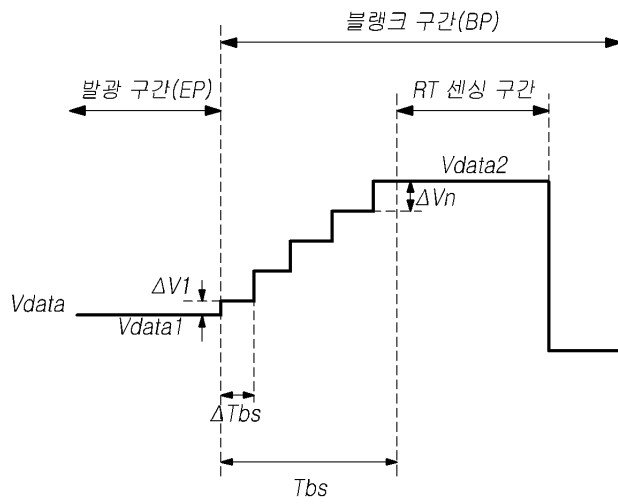 블랭크 구간(BP)
발광 구간(EP)
RT 센싱 구간
Vdata2
ΔVn
ΔV1
Vdata
Vdata1
ΔTbs
Tbs